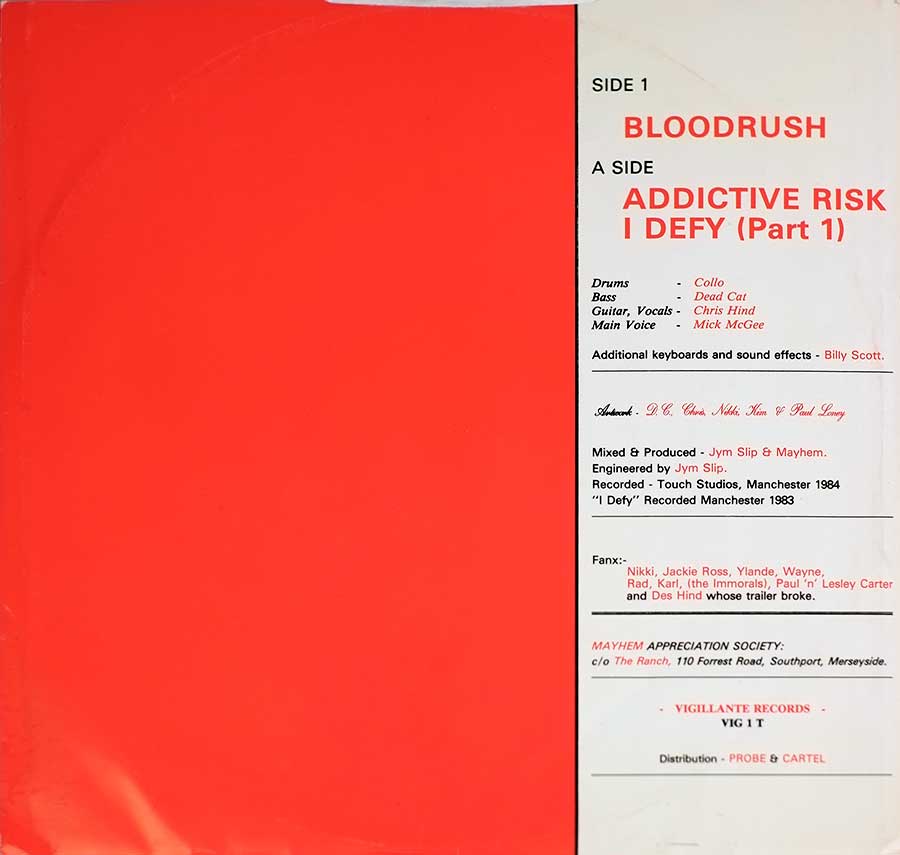 SIDE 1
BLOODRUSH
A SIDE
ADDICTIVE RISK
I DEFY (Part 1)
Drums - Collo
Bass - Dead Cat
Guitar, Vocals - Chris Hind
Main Voice - Mick McGee
Additional keyboards and sound effects - Billy Scott.
Artwork - D.C. Chris, Nikki, Kim & Paul Loney
Mixed & Produced - Jym Slip & Mayhem.
Engineered by Jym Slip.
Recorded - Touch Studios, Manchester 1984
"I Defy" Recorded Manchester 1983
Fanx:-
Nikki, Jackie Ross, Ylande, Wayne,
Rad, Karl, (the Immorals), Paul 'n' Lesley Carter
and Des Hind whose trailer broke.
MAYHEM APPRECIATION SOCIETY:
c/o The Ranch, 110 Forrest Road, Southport, Merseyside.
- VIGILLANTE RECORDS -
VIG 1 T
Distribution - PROBE & CARTEL